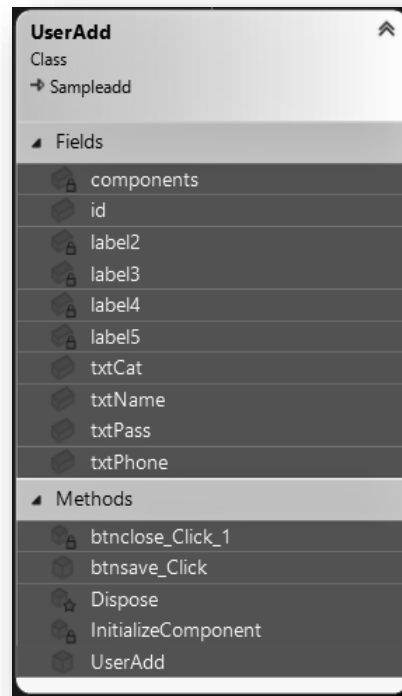 UserAdd
Class
Sampleadd
Fields
components
id
label2
label3
label4
label5
txtCat
txtName
txtPass
txtPhone
Methods
btnclose_Click_1
btnsave_Click
Dispose
InitializeComponent
UserAdd